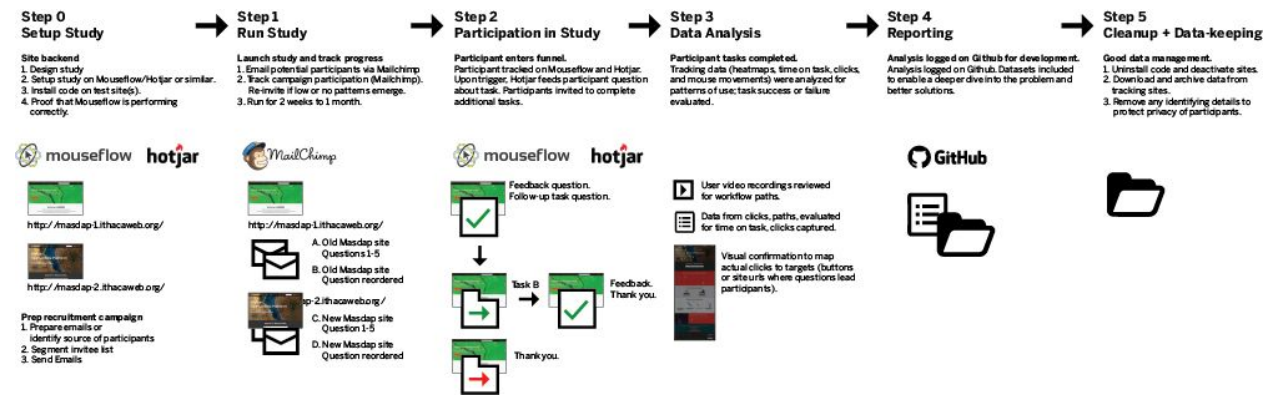 Step 0
Setup Study
Site backend
1. Design study
2. Setup study on Mouseflow/Hotjar or similar.
3. Install code on test site(s).
4. Proof that Mouseflow is performing
correctly.
mouseflow
hotjar
http://masdap-1.ithacaweb.org/
http://masdap-2.ithacaweb.org/
Prep recruitment campaign
1. Prepare emails or
identify source of participants
2. Segment invitee list
3. Send Emails
Step 1
Run Study
Launch study and track progress
1. Email potential participants via Mailchimp
2. Track campaign participation (Mailchimp).
Re-invite if low or no patterns emerge.
3. Run for 2 weeks to 1 month.
MailChimp
http://masdap-1.ithacaweb.org/
A. Old Masdap site
Questions 1-5
B. Old Masdap site
Question reordered
ap-2.ithacaweb.org/
C. New Masdap site
Question 1-5
D. New Masdap site
Question reordered
Step 2
Participation in Study
Participant enters funnel.
Participant tracked on Mouseflow and Hotjar.
Upon trigger, Hotjar feeds participant question
about task. Participants invited to complete
additional tasks.
mouseflow
hotjar
Feedback question.
Follow-up task question.
Task B
Feedback.
Thank you.
Thank you.
Step 3
Data Analysis
Participant tasks completed.
Tracking data (heatmaps, time on task, clicks,
and mouse movements) were analyzed for
patterns of use; task success or failure
evaluated.
User video recordings reviewed
for workflow paths.
Data from clicks, paths, evaluated
for time on task, clicks captured.
Visual confirmation to map
actual clicks to targets (buttons
or site urls where questions lead
participants).
Step 4
Reporting
Analysis logged on Github for development.
Analysis logged on Github. Datasets included
to enable a deeper dive into the problem and
better solutions.
GitHub
Step 5
Cleanup + Data-keeping
Good data management.
1. Uninstall code and deactivate sites.
2. Download and archive data from
tracking sites.
3. Remove any identifying details to
protect privacy of participants.